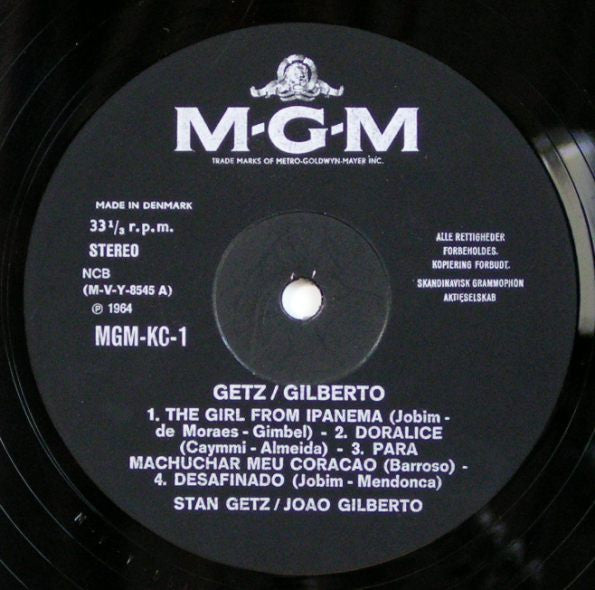 M-G-M
TRADE MARKS OF METRO-GOLDWYN-MAYER INC.
MADE IN DENMARK
33 1/3 r.p.m.
STEREO
NCB
(M-V-Y-8545 A)
℗ 1964
MGM-KC-1
ALLE RETTIGHEDER
FORBEHOLDES.
KOPIERING FORBUDT.
SKANDINAVISK GRAMMOPHON
AKTIESELSKAB
GETZ / GILBERTO
1. THE GIRL FROM IPANEMA (Jobim -
de Moraes - Gimbel) - 2. DORALICE
(Caymmi - Almeida) - 3. PARA
MACHUCHAR MEU CORACAO (Barroso) -
4. DESAFINADO (Jobim - Mendonca)
STAN GETZ / JOAO GILBERTO